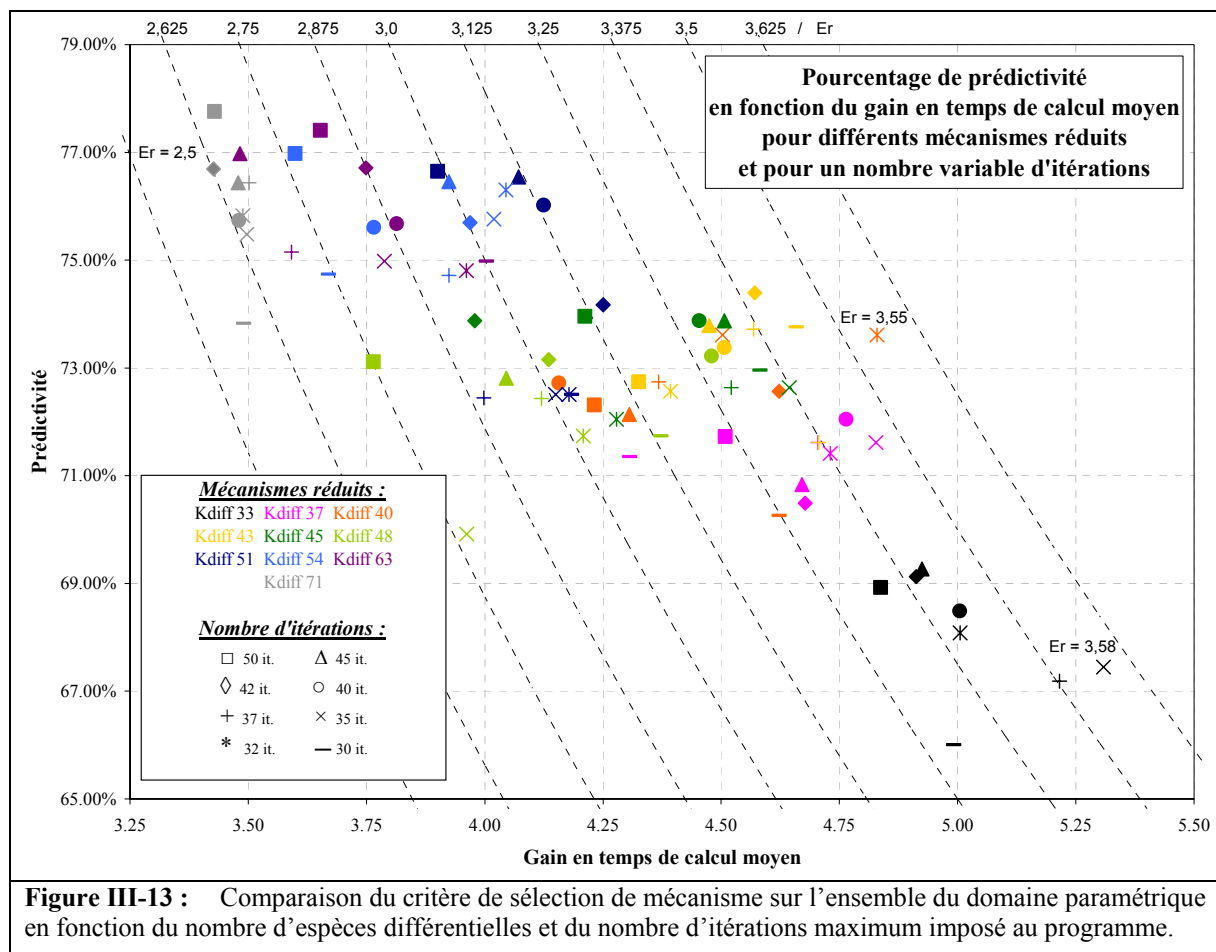 2,625 2,75 2,875 3,0 3,125 3,25 3,375 3,5 3,625 / Er
79.00%
77.00%
75.00%
73.00%
71.00%
69.00%
67.00%
65.00%
Prédictivité
Pourcentage de prédictivité
en fonction du gain en temps de calcul moyen
pour différents mécanismes réduits
et pour un nombre variable d'itérations
Er = 2,5
Er = 3,55
Er = 3,58
Mécanismes réduits :
Kdiff 33 Kdiff 37 Kdiff 40
Kdiff 43 Kdiff 45 Kdiff 48
Kdiff 51 Kdiff 54 Kdiff 63
Kdiff 71
Nombre d'itérations :
50 it. 45 it.
42 it. 40 it.
37 it. 35 it.
32 it. 30 it.
3.25 3.50 3.75 4.00 4.25 4.50 4.75 5.00 5.25 5.50
Gain en temps de calcul moyen
Figure III-13 : Comparaison du critère de sélection de mécanisme sur l'ensemble du domaine paramétrique
en fonction du nombre d'espèces différentielles et du nombre d'itérations maximum imposé au programme.